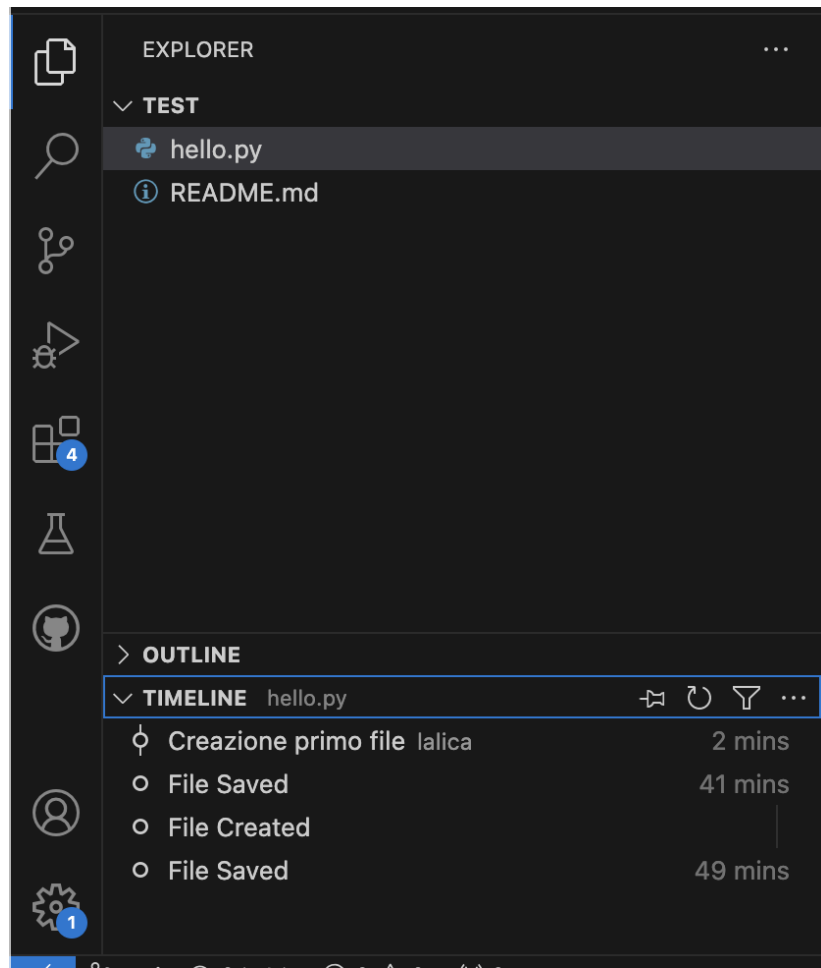 EXPLORER
TEST
hello.py
README.md
4
OUTLINE
TIMELINE hello.py
Creazione primo file lalica 2 mins
File Saved 41 mins
File Created
File Saved 49 mins
1